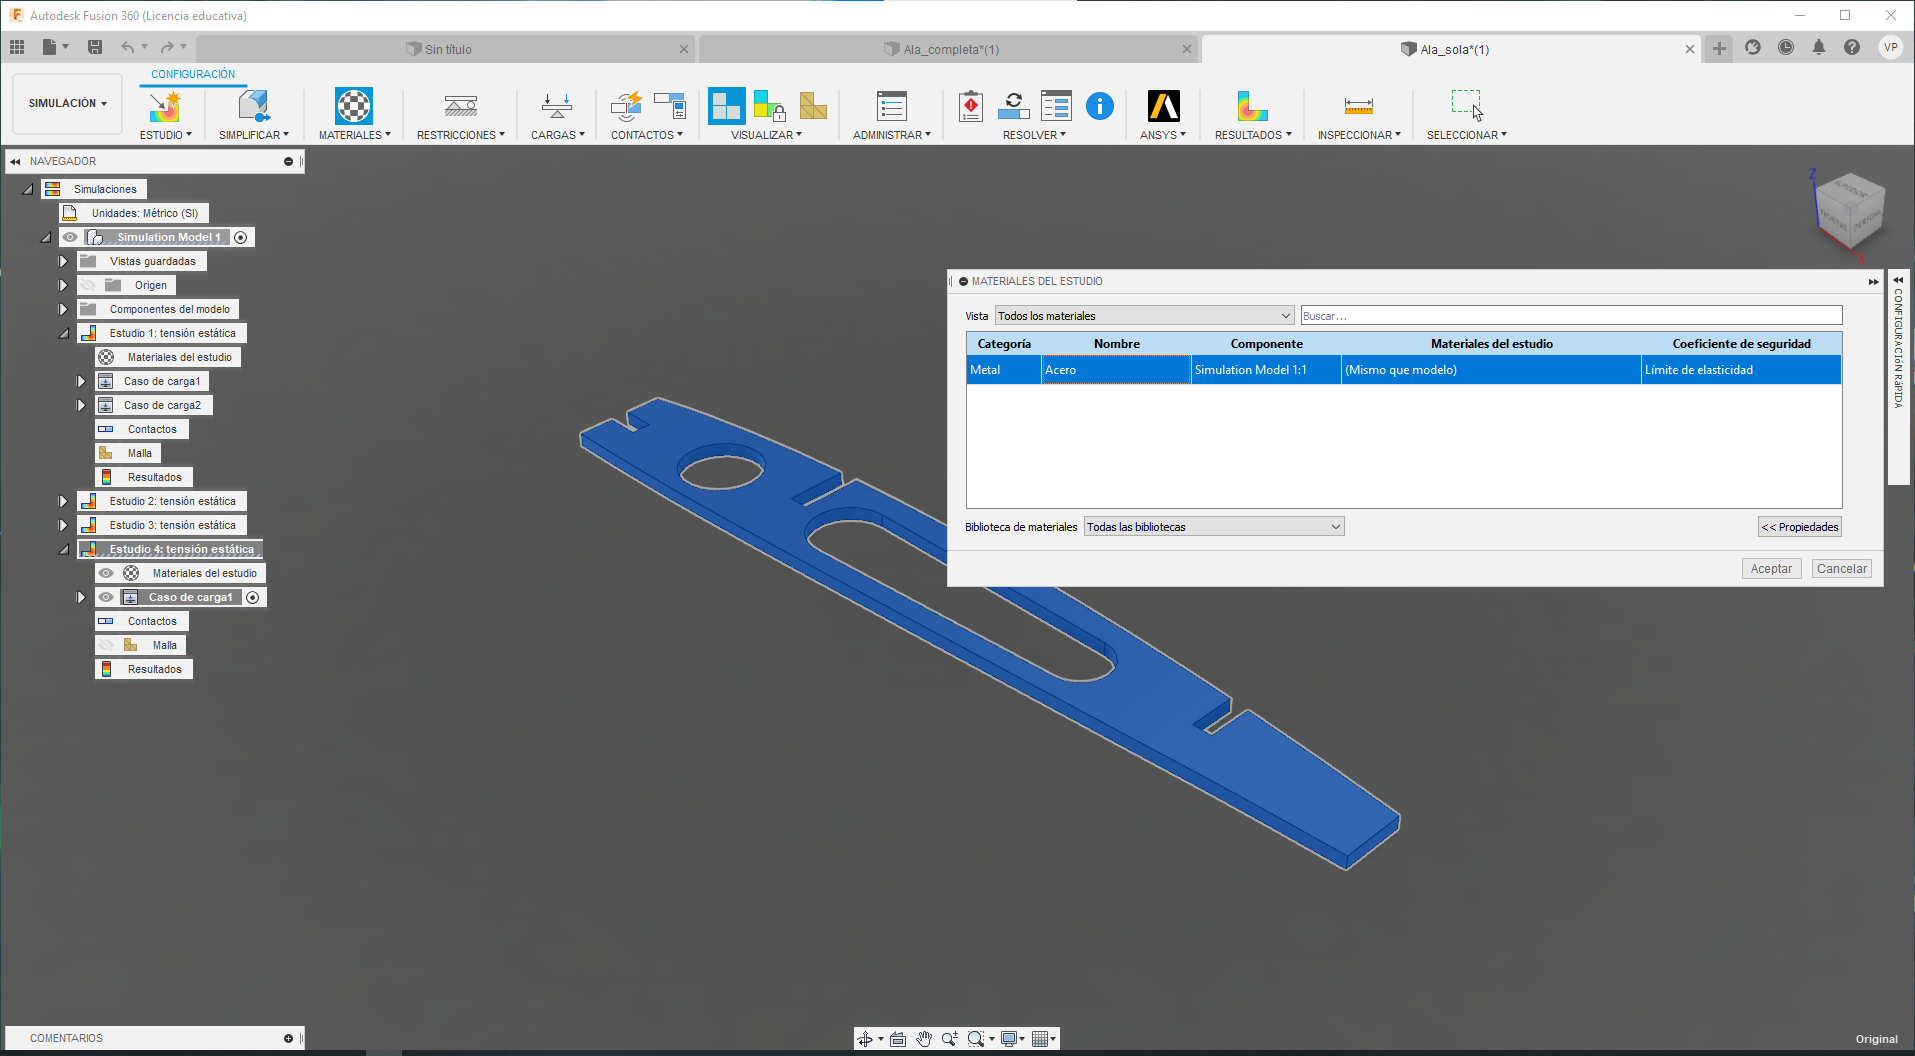 Autodesk Fusion 360 (Licencia educativa)
Sin título
Ala_completa*(1)
Ala_sola*(1)
VP
SIMULACIÓN
CONFIGURACIÓN
ESTUDIO
SIMPLIFICAR
MATERIALES
RESTRICCIONES
CARGAS
CONTACTOS
VISUALIZAR
ADMINISTRAR
RESOLVER
ANSYS
RESULTADOS
INSPECCIONAR
SELECCIONAR
NAVEGADOR
Simulaciones
Unidades: Métrico (SI)
Simulation Model 1
Vistas guardadas
Origen
Componentes del modelo
Estudio 1: tensión estática
Materiales del estudio
Caso de carga1
Caso de carga2
Contactos
Malla
Resultados
Estudio 2: tensión estática
Estudio 3: tensión estática
Estudio 4: tensión estática
Materiales del estudio
Caso de carga1
Contactos
Malla
Resultados
Z
SUPERIOR
FRONTAL
DERECHA
X
MATERIALES DEL ESTUDIO
Vista
Todos los materiales
Buscar...
Categoría Nombre Componente Materiales del estudio Coeficiente de seguridad
Metal Acero Simulation Model 1:1 (Mismo que modelo) Límite de elasticidad
Biblioteca de materiales
Todas las bibliotecas
<< Propiedades
Aceptar
Cancelar
CONFIGURACIÓN RÁPIDA
COMENTARIOS
Original